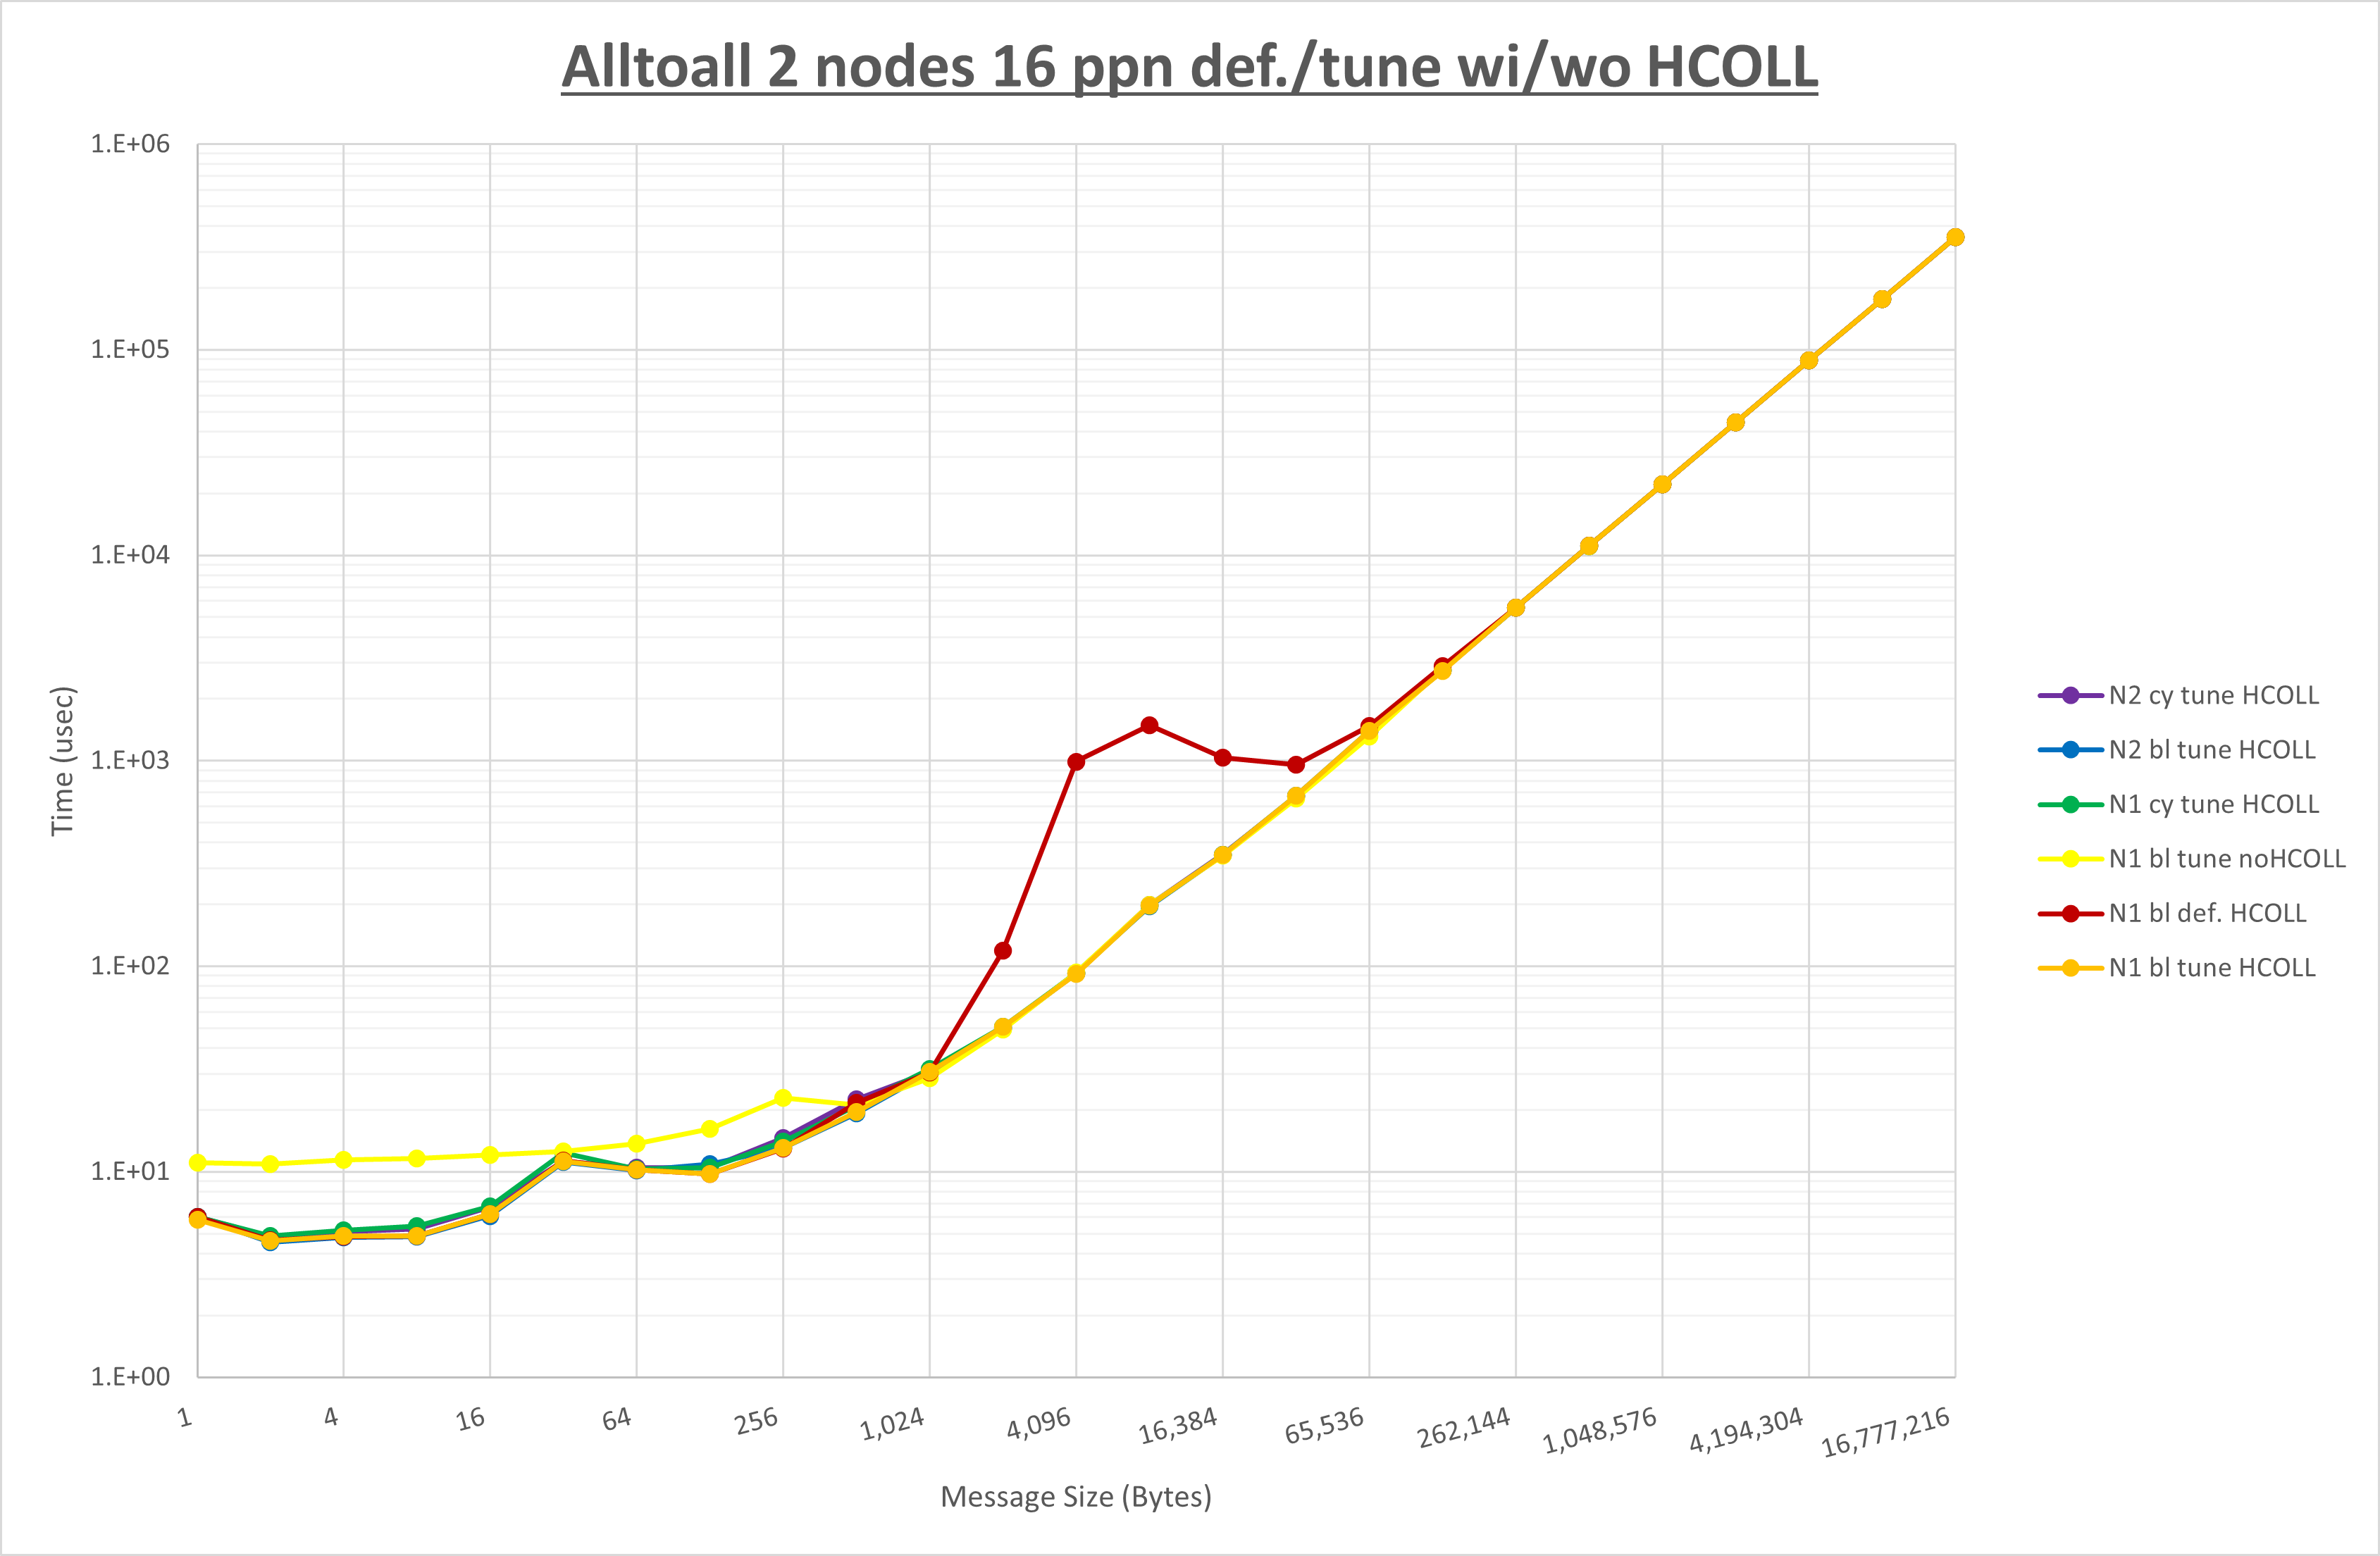 Alltoall 2 nodes 16 ppn def./tune wi/wo HCOLL
1.E+06
1.E+05
1.E+04
1.E+03
1.E+02
1.E+01
1.E+00
Time (usec)
1
4
16
64
256
1,024
4,096
16,384
65,536
262,144
1,048,576
4,194,304
16,777,216
Message Size (Bytes)
N2 cy tune HCOLL
N2 bl tune HCOLL
N1 cy tune HCOLL
N1 bl tune noHCOLL
N1 bl def. HCOLL
N1 bl tune HCOLL